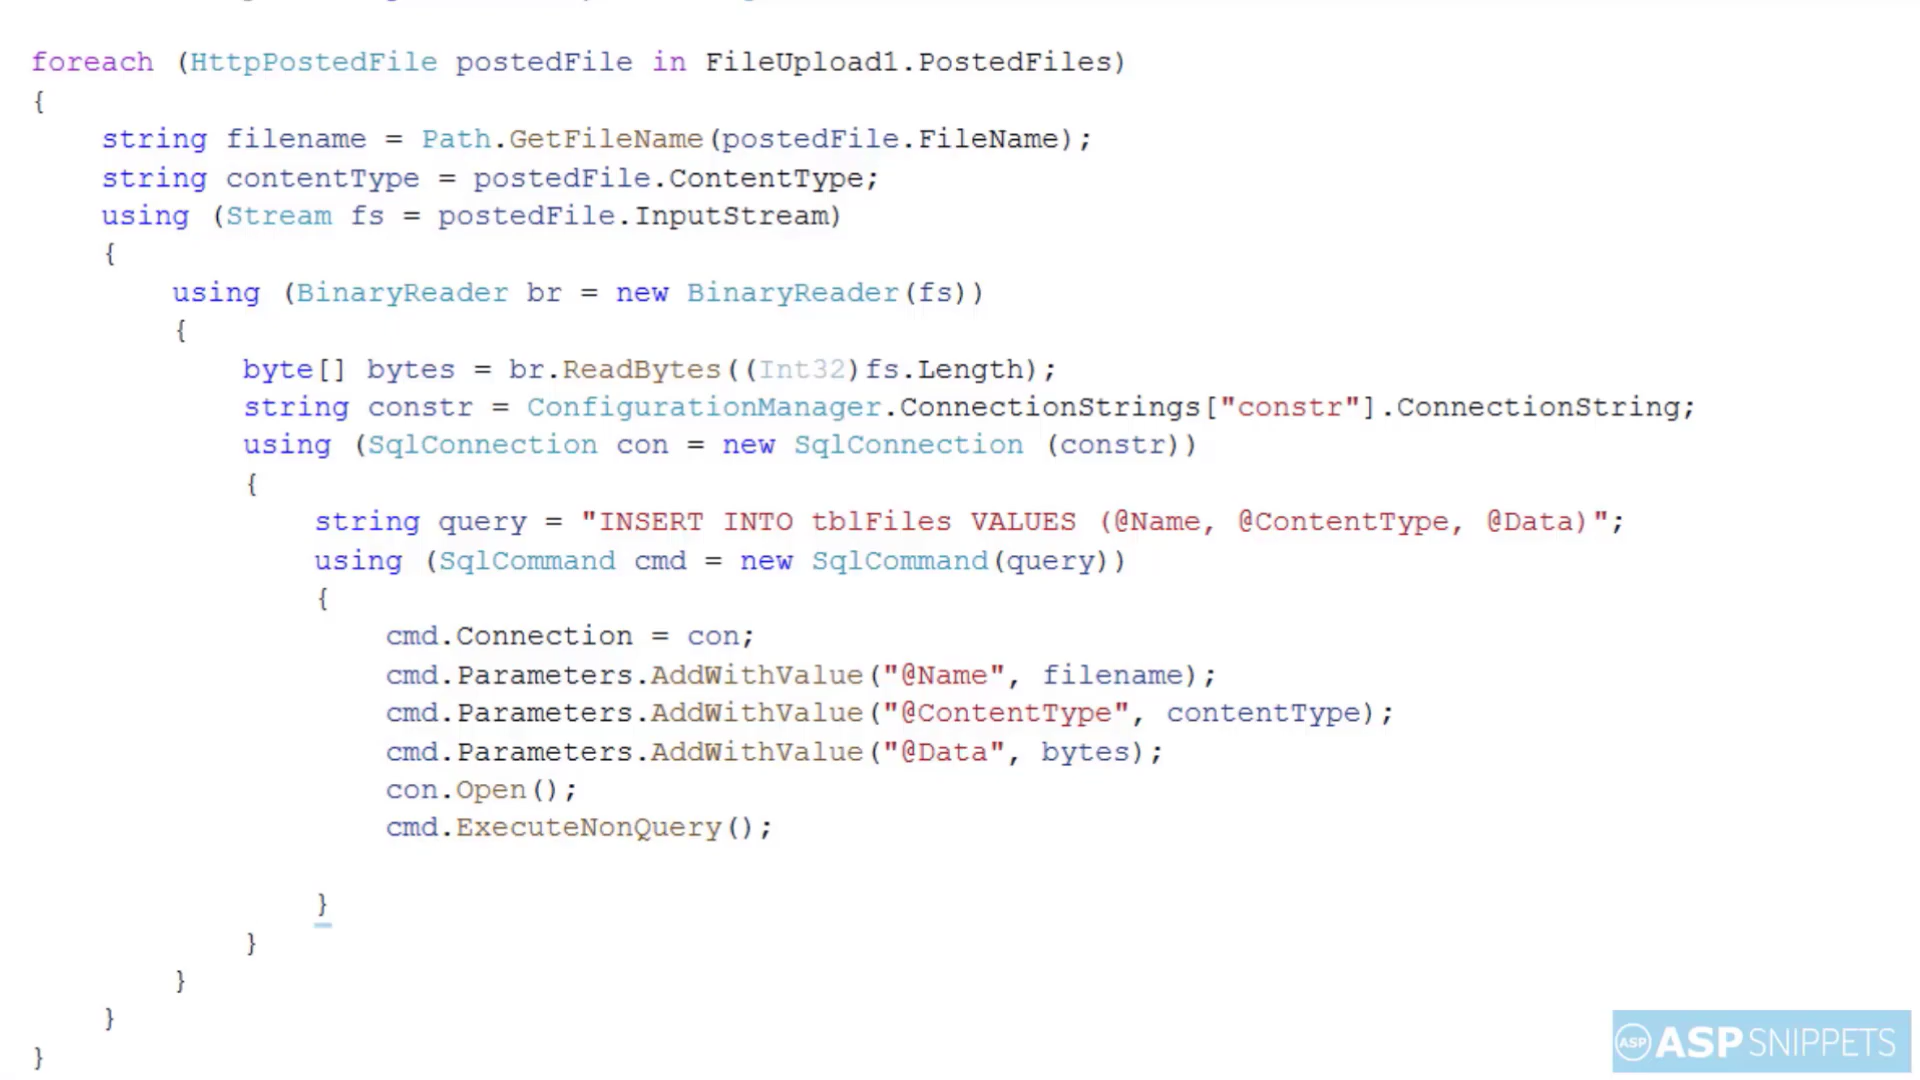 foreach (HttpPostedFile postedFile in FileUpload1.PostedFiles)
{
    string filename = Path.GetFileName(postedFile.FileName);
    string contentType = postedFile.ContentType;
    using (Stream fs = postedFile.InputStream)
    {
        using (BinaryReader br = new BinaryReader(fs))
        {
            byte[] bytes = br.ReadBytes((Int32)fs.Length);
            string constr = ConfigurationManager.ConnectionStrings["constr"].ConnectionString;
            using (SqlConnection con = new SqlConnection (constr))
            {
                string query = "INSERT INTO tblFiles VALUES (@Name, @ContentType, @Data)";
                using (SqlCommand cmd = new SqlCommand(query))
                {
                    cmd.Connection = con;
                    cmd.Parameters.AddWithValue("@Name", filename);
                    cmd.Parameters.AddWithValue("@ContentType", contentType);
                    cmd.Parameters.AddWithValue("@Data", bytes);
                    con.Open();
                    cmd.ExecuteNonQuery();

                }
            }
        }
    }
}
ASP ASPSNIPPETS